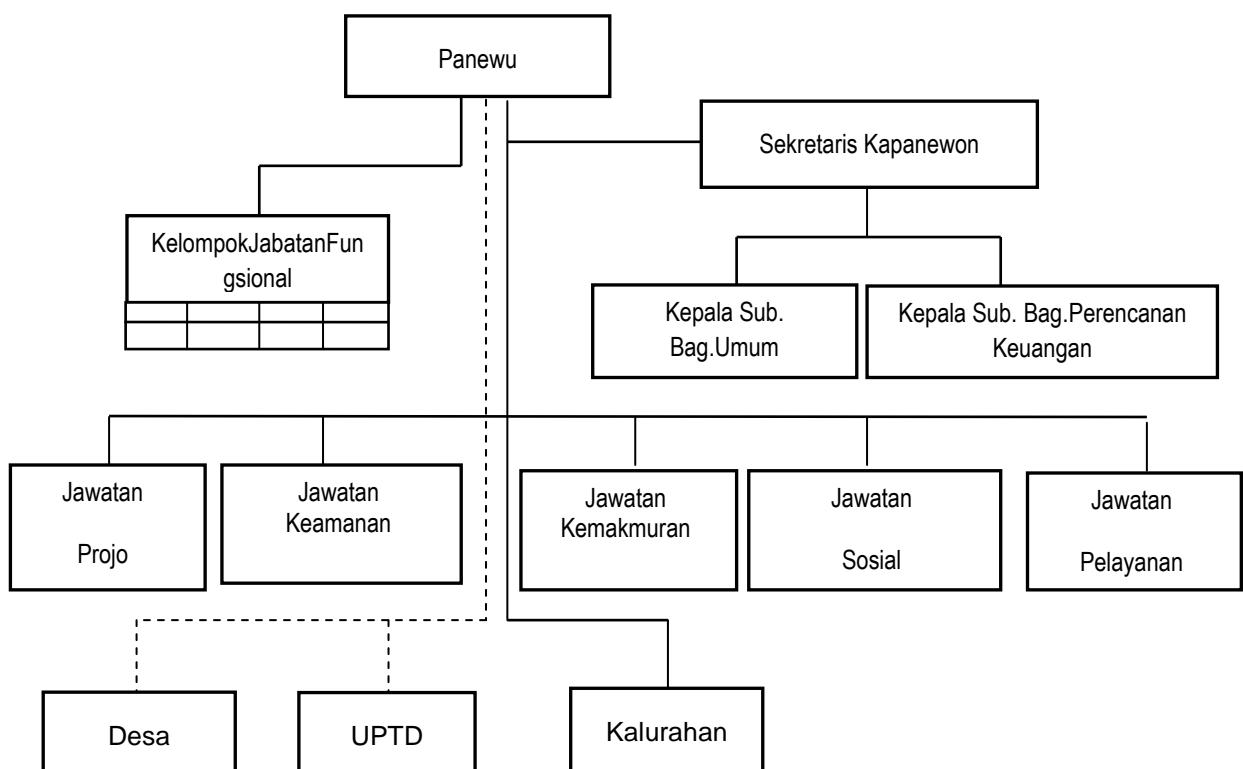 Panewu
Sekretaris Kapanewon
KelompokJabatanFun
gsional
Kepala Sub.
Bag.Umum
Kepala Sub. Bag.Perencanan
Keuangan
Jawatan
Projo
Jawatan
Keamanan
Jawatan
Kemakmuran
Jawatan
Sosial
Jawatan
Pelayanan
Desa
UPTD
Kalurahan